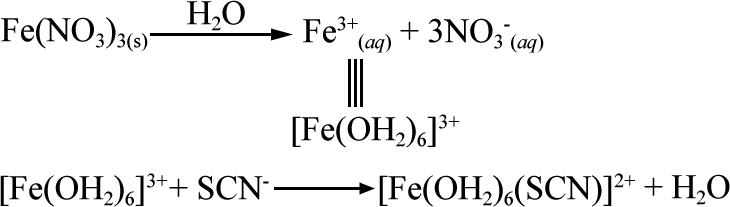 Fe(NO₃)₃₍s₎ H₂O Fe³⁺(aq) + 3NO₃⁻(aq)
[Fe(OH₂)₆]³⁺
[Fe(OH₂)₆]³⁺ + SCN⁻ ⟶ [Fe(OH₂)₆(SCN)]²⁺ + H₂O